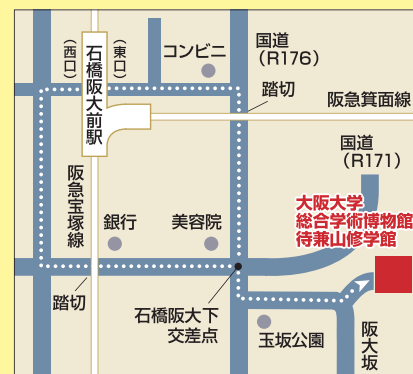 （西口）
石橋阪大前駅
（東口）
コンビニ
国道
（R176）
踏切
阪急箕面線
国道
（R171）
阪急宝塚線
銀行
美容院
大阪大学
総合学術博物館
待兼山修学館
踏切
石橋阪大下
交差点
玉坂公園
阪大坂